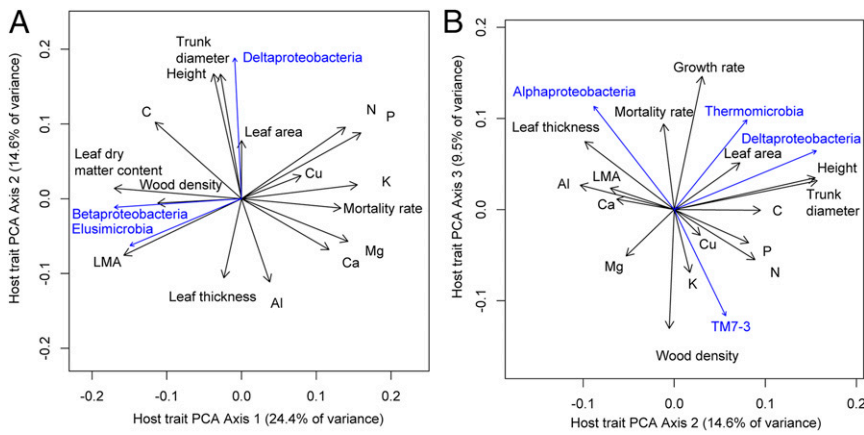 A
Host trait PCA Axis 2 (14.6% of variance)
0.2
0.1
0.0
-0.1
-0.2
Trunk
diameter
Height
Deltaproteobacteria
C
N
P
Leaf area
Cu
Leaf dry
matter content
Wood density
K
Mortality rate
Betaproteobacteria
Elusimicrobia
LMA
Mg
Ca
Leaf thickness
Al
-0.2
-0.1
0.0
0.1
0.2
Host trait PCA Axis 1 (24.4% of variance)
B
Host trait PCA Axis 3 (9.5% of variance)
0.2
0.1
0.0
-0.1
Growth rate
Alphaproteobacteria
Mortality rate
Thermomicrobia
Leaf thickness
Deltaproteobacteria
Leaf area
Height
Trunk
diameter
Al
LMA
Ca
C
Cu
P
N
Mg
K
TM7-3
Wood density
-0.1
0.0
0.1
0.2
Host trait PCA Axis 2 (14.6% of variance)